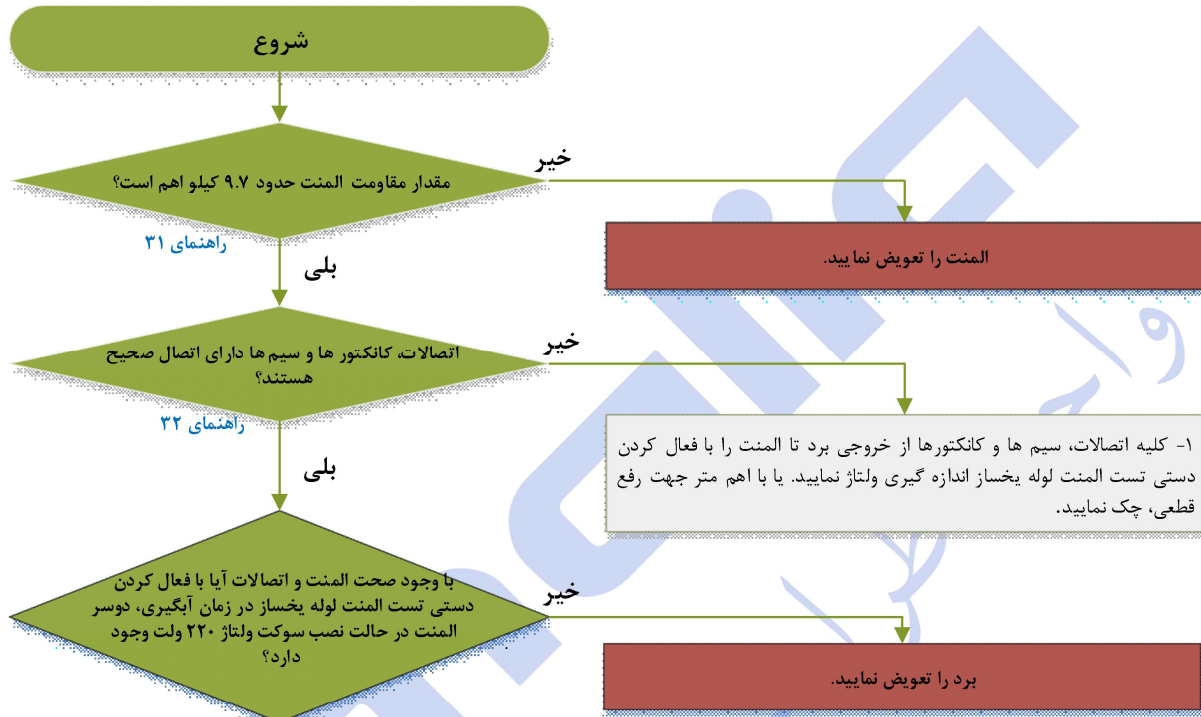 شروع
مقدار مقاومت المنت حدود ۹.۷ کیلو اهم است؟
خیر
المنت را تعویض نمایید.
راهنمای ۳۱
بلی
اتصالات، کانکتور ها و سیم ها دارای اتصال صحیح
هستند؟
خیر
۱- کلیه اتصالات، سیم ها و کانکتورها از خروجی برد تا المنت را با فعال کردن
دستی تست المنت لوله یخساز اندازه گیری ولتاژ نمایید. یا با اهم متر جهت رفع
قطعی، چک نمایید.
راهنمای ۳۲
بلی
با وجود صحت المنت و اتصالات آیا با فعال کردن
دستی تست المنت لوله یخساز در زمان آبگیری، دوسر
المنت در حالت نصب سوکت ولتاژ ۲۲۰ ولت وجود
دارد؟
خیر
برد را تعویض نمایید.